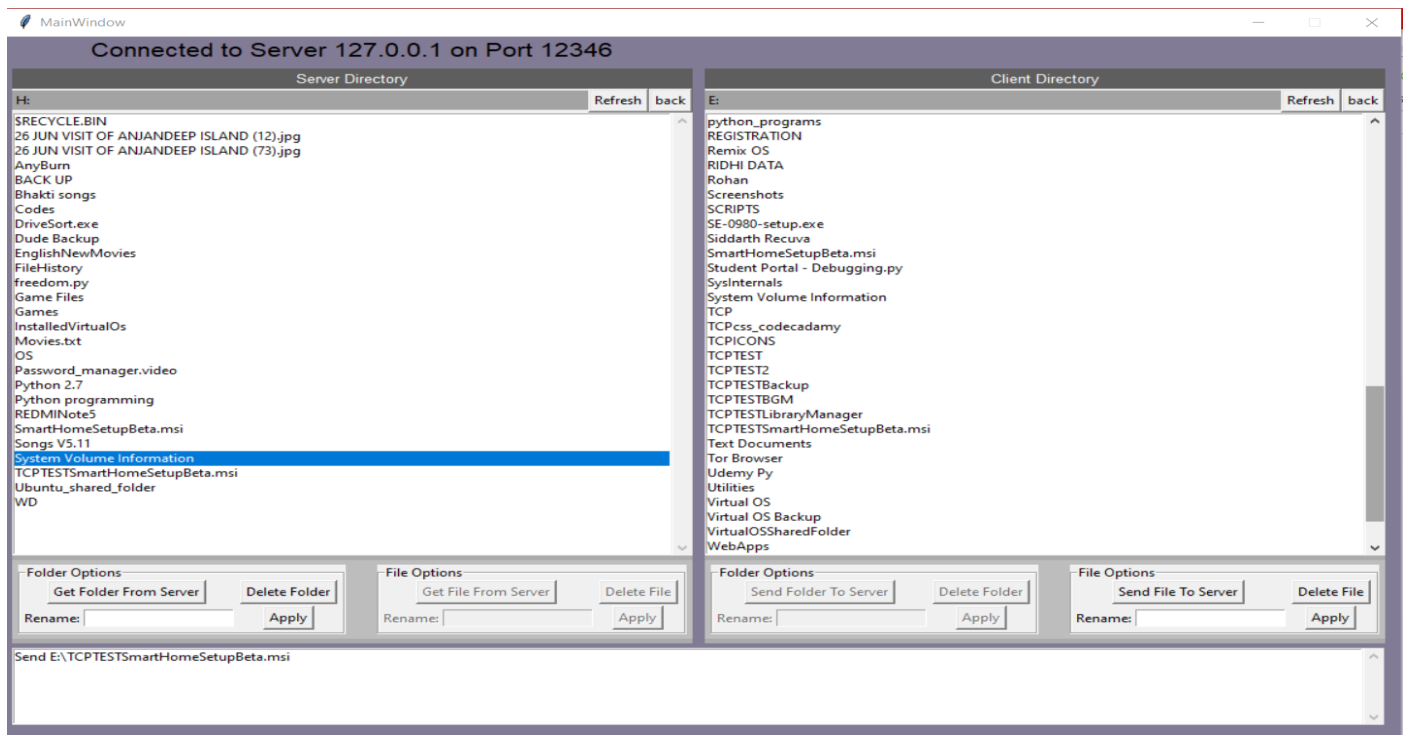 MainWindow
Connected to Server 127.0.0.1 on Port 12346
Server Directory
H:
Refresh
back
$RECYCLE.BIN
26 JUN VISIT OF ANJANDEEP ISLAND (12).jpg
26 JUN VISIT OF ANJANDEEP ISLAND (73).jpg
AnyBurn
BACK UP
Bhakti songs
Codes
DriveSort.exe
Dude Backup
EnglishNewMovies
FileHistory
freedom.py
Game Files
Games
InstalledVirtualOs
Movies.txt
OS
Password_manager.video
Python 2.7
Python programming
REDMINote5
SmartHomeSetupBeta.msi
Songs V5.11
System Volume Information
TCPTESTSmartHomeSetupBeta.msi
Ubuntu_shared_folder
WD
Folder Options
Get Folder From Server
Delete Folder
Rename:
Apply
File Options
Get File From Server
Delete File
Rename:
Apply
Client Directory
E:
Refresh
back
python_programs
REGISTRATION
Remix OS
RIDHI DATA
Rohan
Screenshots
SCRIPTS
SE-0980-setup.exe
Siddarth Recuva
SmartHomeSetupBeta.msi
Student Portal - Debugging.py
SysInternals
System Volume Information
TCP
TCPcss_codecadamy
TCPICONS
TCPTEST
TCPTEST2
TCPTESTBackup
TCPTESTBGM
TCPTESTLibraryManager
TCPTESTSmartHomeSetupBeta.msi
Text Documents
Tor Browser
Udemy Py
Utilities
Virtual OS
Virtual OS Backup
VirtualOSSharedFolder
WebApps
Folder Options
Send Folder To Server
Delete Folder
Rename:
Apply
File Options
Send File To Server
Delete File
Rename:
Apply
Send E:\TCPTESTSmartHomeSetupBeta.msi